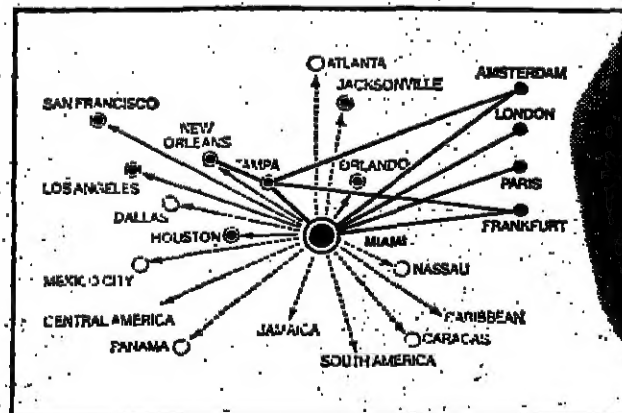 ATLANTA
JACKSONVILLE
AMSTERDAM
SAN FRANCISCO
LONDON
NEW
ORLEANS
TAMPA
ORLANDO
PARIS
LOS ANGELES
DALLAS
FRANKFURT
HOUSTON
MIAMI
NASSAU
MEXICO CITY
CENTRAL AMERICA
CARIBBEAN
JAMAICA
PANAMA
CARACAS
SOUTH AMERICA